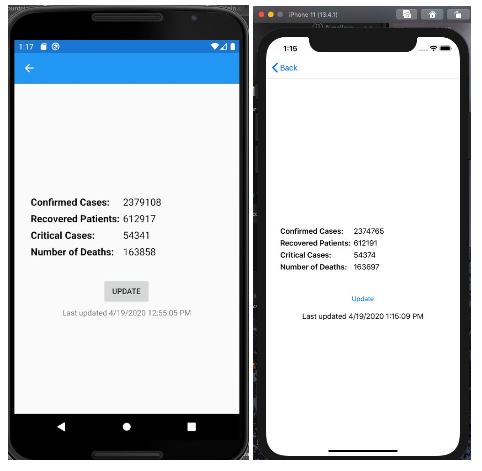 iPhone 11 (13.4.1)
1:17
Confirmed Cases: 2379108
Recovered Patients: 612917
Critical Cases: 54341
Number of Deaths: 163858
UPDATE
Last updated 4/19/2020 12:55:05 PM
1:15
Back
Confirmed Cases: 2374765
Recovered Patients: 612191
Critical Cases: 54374
Number of Deaths: 163697
Update
Last updated 4/19/2020 1:15:09 PM